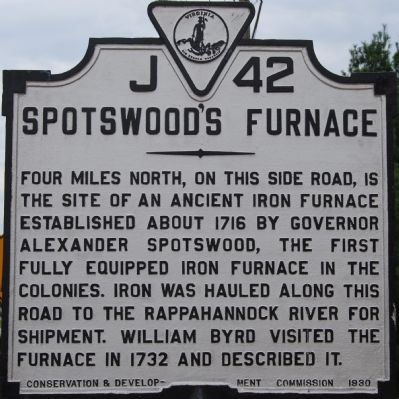 VIRGINIA
J 42
SPOTSWOOD'S FURNACE
FOUR MILES NORTH, ON THIS SIDE ROAD, IS
THE SITE OF AN ANCIENT IRON FURNACE
ESTABLISHED ABOUT 1716 BY GOVERNOR
ALEXANDER SPOTSWOOD, THE FIRST
FULLY EQUIPPED IRON FURNACE IN THE
COLONIES. IRON WAS HAULED ALONG THIS
ROAD TO THE RAPPAHANNOCK RIVER FOR
SHIPMENT. WILLIAM BYRD VISITED THE
FURNACE IN 1732 AND DESCRIBED IT.
CONSERVATION & DEVELOP- MENT COMMISSION 1930